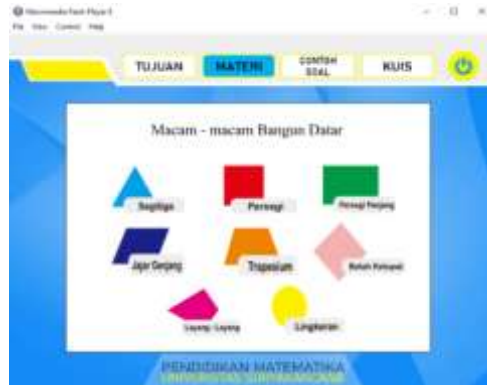 Macromedia Flash Player 8
File View Control Help
TUJUAN MATERI CONTOH SOAL KUIS
Macam - macam Bangun Datar
Segitiga Persegi Persegi Panjang
Jajar Genjang Trapesium Belah Ketupat
Layang- Layang Lingkaran
PENDIDIKAN MATEMATIKA